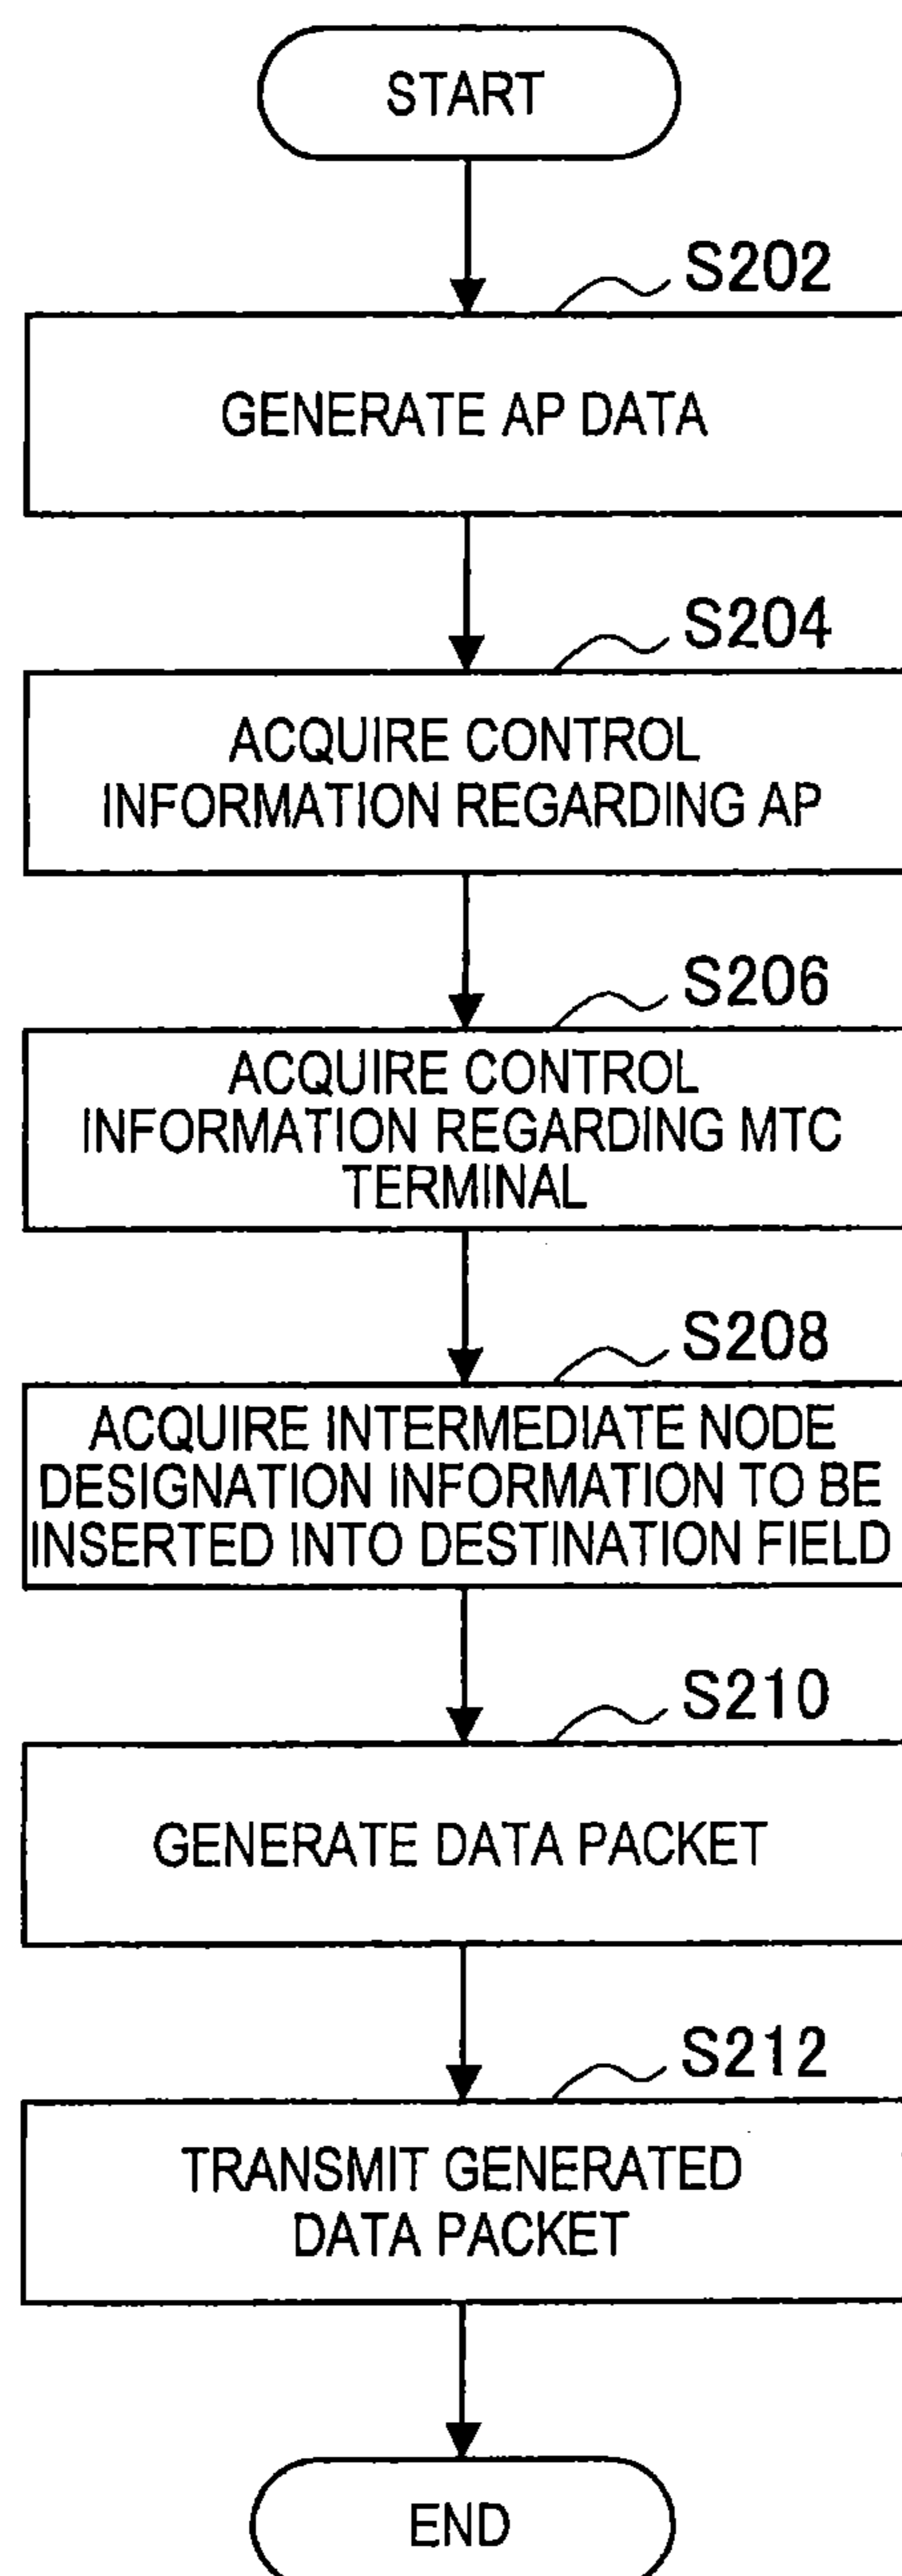 START
S202
GENERATE AP DATA
S204
ACQUIRE CONTROL
INFORMATION REGARDING AP
S206
ACQUIRE CONTROL
INFORMATION REGARDING MTC
TERMINAL
S208
ACQUIRE INTERMEDIATE NODE
DESIGNATION INFORMATION TO BE
INSERTED INTO DESTINATION FIELD
S210
GENERATE DATA PACKET
S212
TRANSMIT GENERATED
DATA PACKET
END